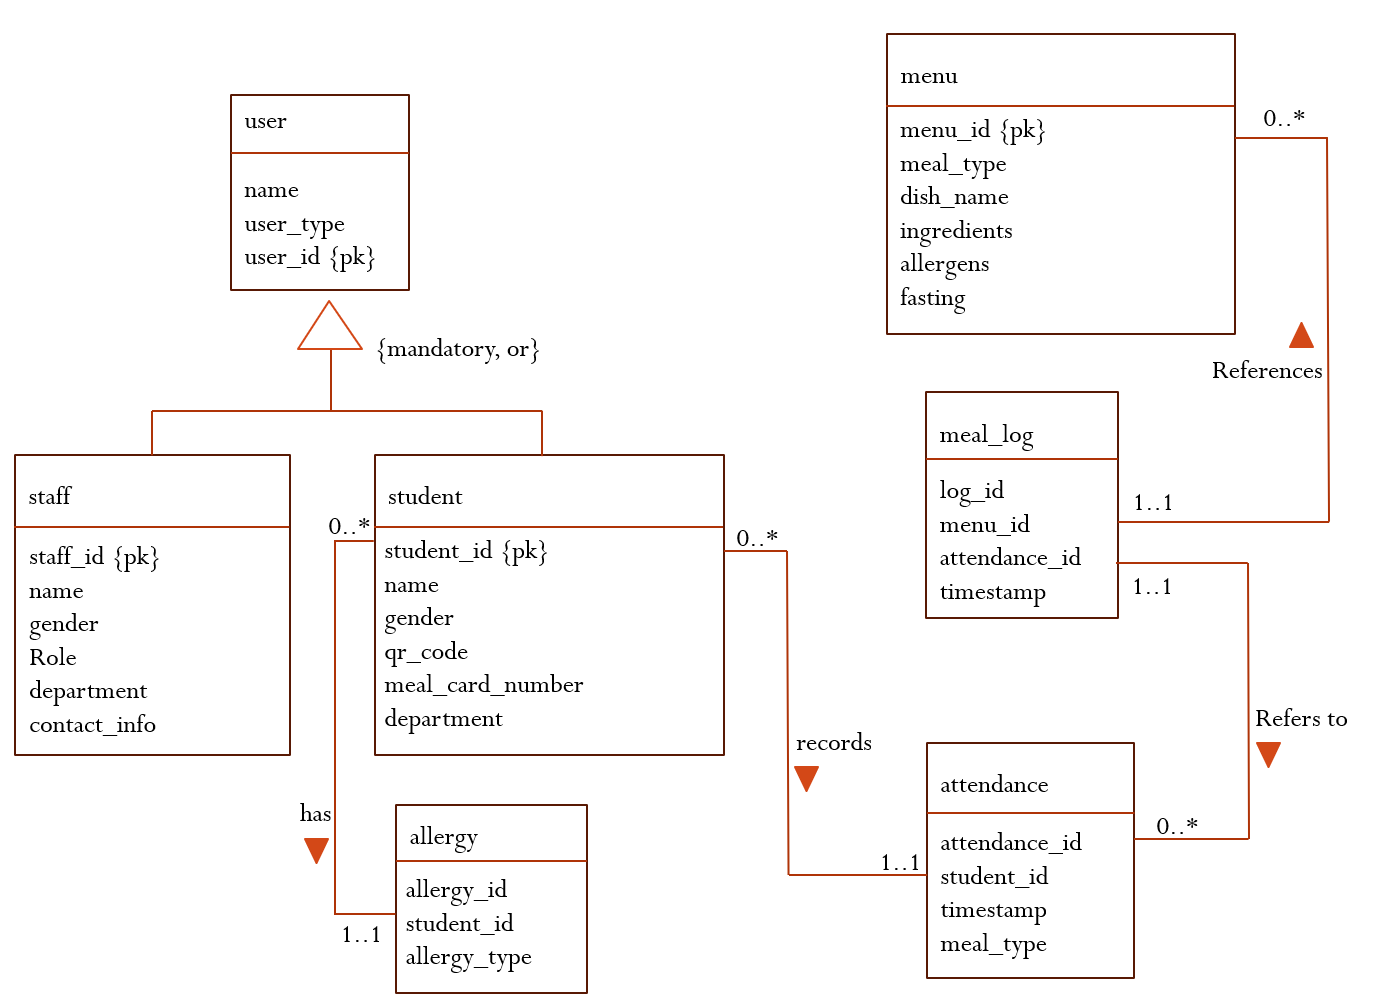 user
name
user_type
user_id {pk}
{mandatory, or}
staff
staff_id {pk}
name
gender
Role
department
contact_info
0..*
student
student_id {pk}
name
gender
qr_code
meal_card_number
department
0..*
has
1..1
allergy
allergy_id
student_id
allergy_type
records
1..1
menu
menu_id {pk}
meal_type
dish_name
ingredients
allergens
fasting
0..*
References
meal_log
log_id
menu_id
attendance_id
timestamp
1..1
1..1
Refers to
attendance
attendance_id
student_id
timestamp
meal_type
0..*